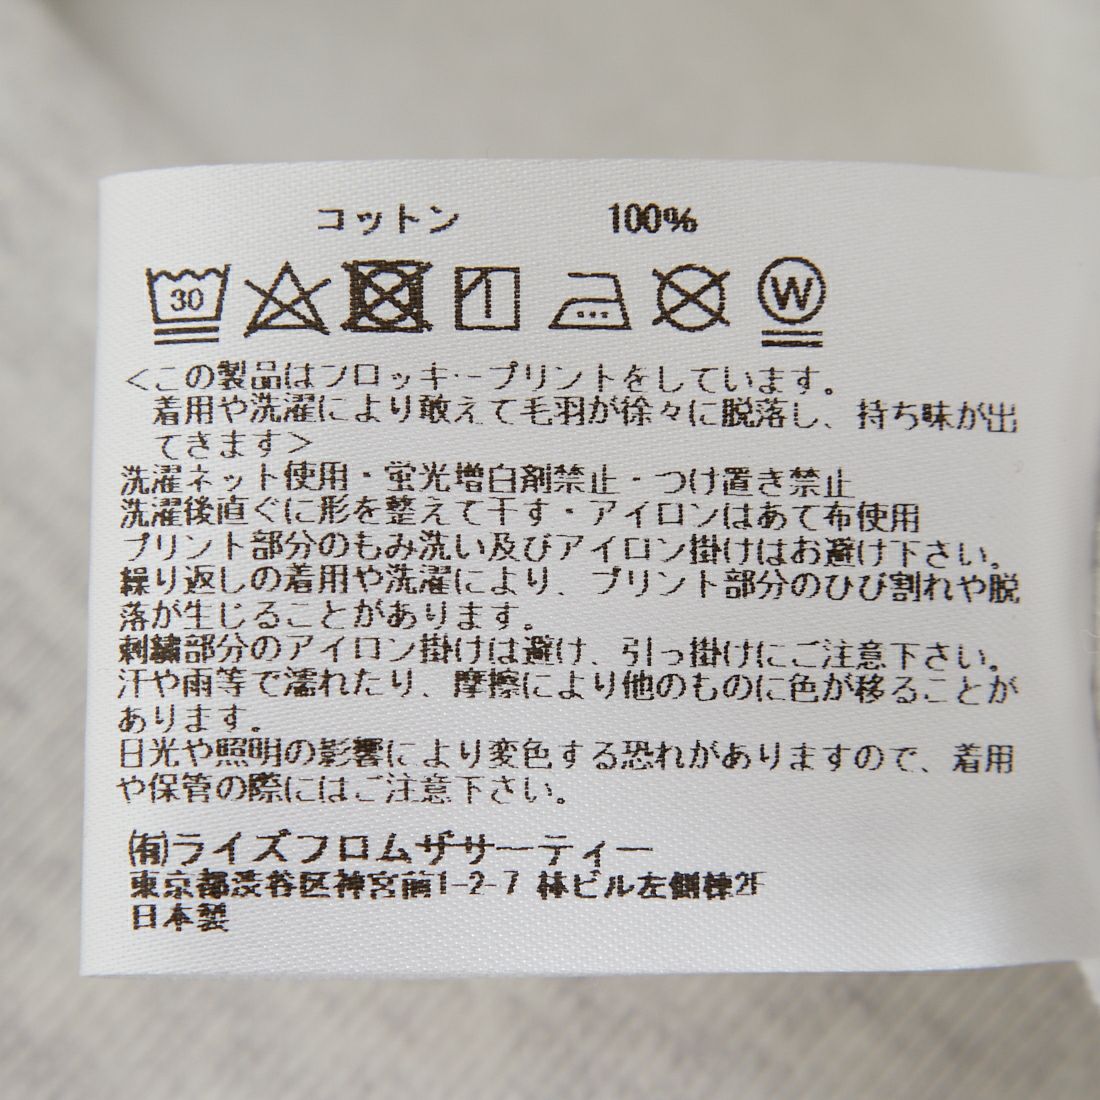 コットン 100%
30 W
<この製品はフロッキープリントをしています。
着用や洗濯により敢えて毛羽が徐々に脱落し、持ち味が出
てきます>
洗濯ネット使用・蛍光増白剤禁止・つけ置き禁止
洗濯後直ぐに形を整えて干す・アイロンはあて布使用
プリント部分のもみ洗い及びアイロン掛けはお避け下さい。
繰り返しの着用や洗濯により、プリント部分のひび割れや脱
落が生じることがあります。
刺繍部分のアイロン掛けは避け、引っ掛けにご注意下さい。
汗や雨等で濡れたり、摩擦により他のものに色が移ることが
あります。
日光や照明の影響により変色する恐れがありますので、着用
や保管の際にはご注意下さい。
㈲ライズフロムザサーティー
東京都渋谷区神宮前1-2-7 林ビル左側棟2F
日本製